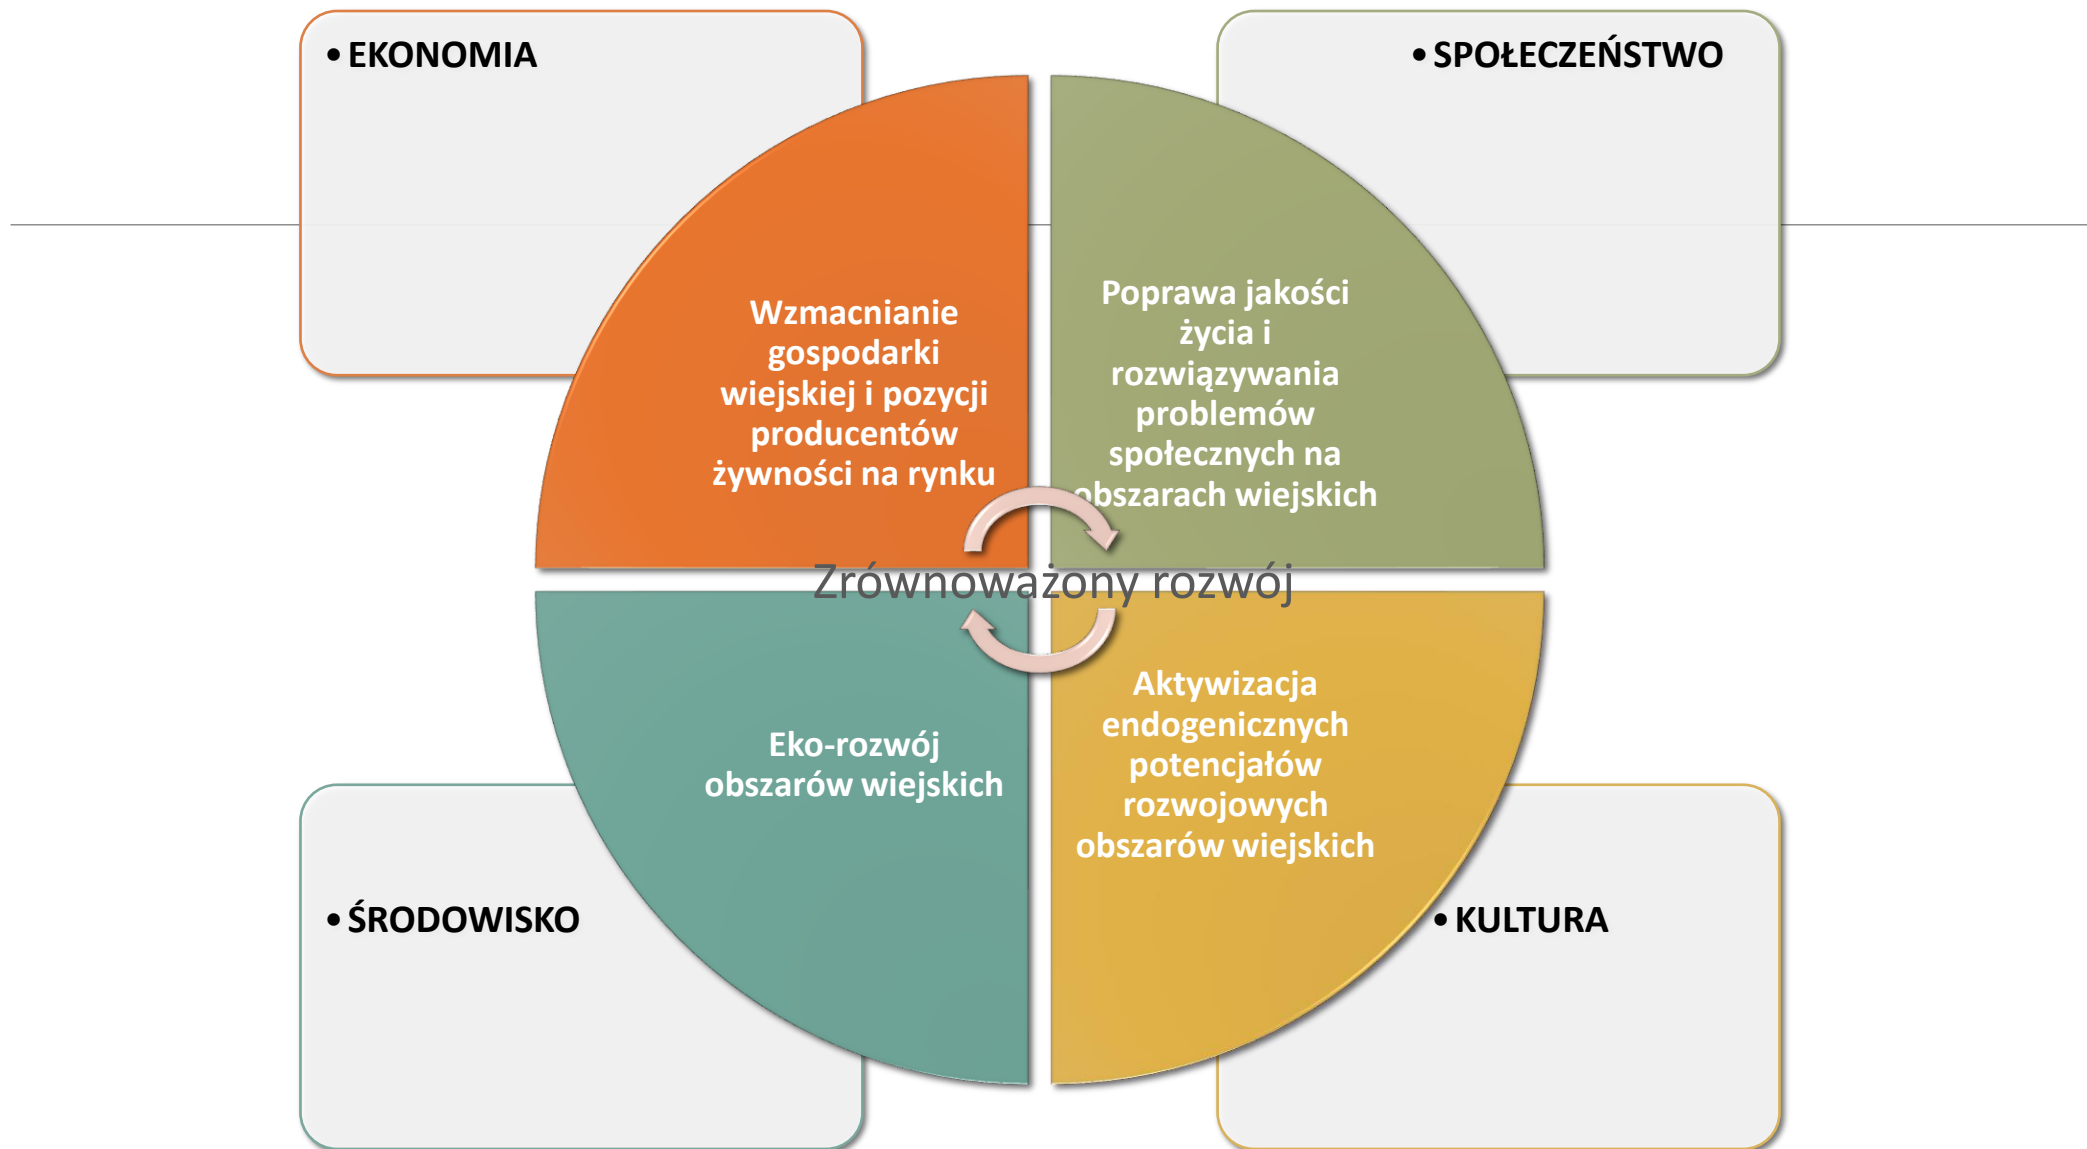 • EKONOMIA
• SPOŁECZEŃSTWO
Wzmacnianie
gospodarki
wiejskiej i pozycji
producentów
żywności na rynku
Poprawa jakości
życia i
rozwiązywania
problemów
społecznych na
obszarach wiejskich
Zrównoważony rozwój
Eko-rozwój
obszarów wiejskich
Aktywizacja
endogenicznych
potencjałów
rozwojowych
obszarów wiejskich
• ŚRODOWISKO
• KULTURA